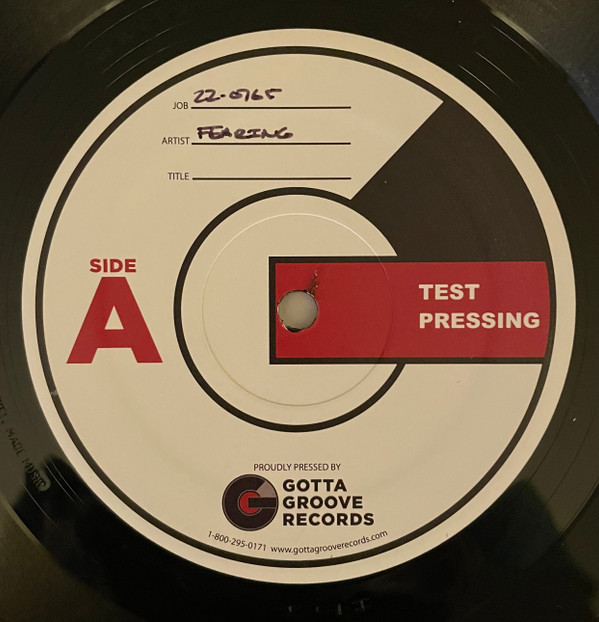 JOB 22-0765
ARTIST FEARING
TITLE
SIDE
A
TEST
PRESSING
PROUDLY PRESSED BY
GOTTA
GROOVE
RECORDS
1-800-295-0171 www.gottagrooverecords.com